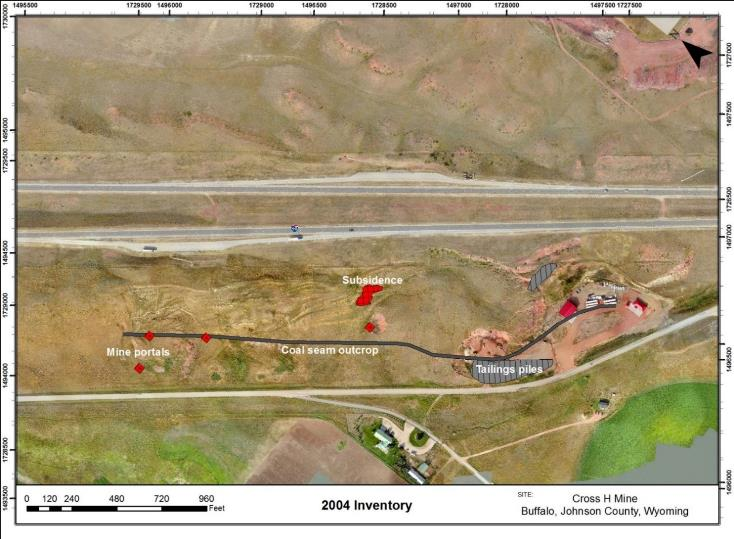 1495500
1729500
1496000
1729000
1496500
1728500
1497000
1728000
1497500
1727500
1730000
1495000
1729500
1494500
1729000
1494000
1728500
1493500
1727000
1497500
1726500
1497000
1496500
1496000
N
Subsidence
Mine portals
Coal seam outcrop
Tailings piles
0 120 240 480 720 960
Feet
2004 Inventory
SITE: Cross H Mine
Buffalo, Johnson County, Wyoming